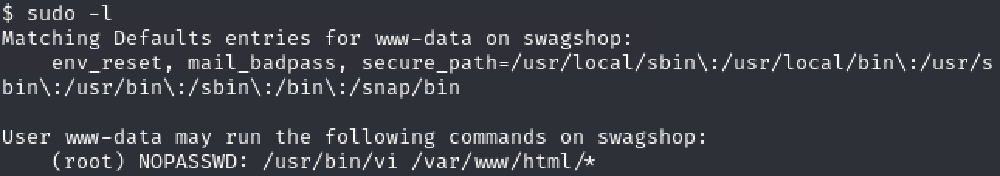 $ sudo -l
Matching Defaults entries for www-data on swagshop:
    env_reset, mail_badpass, secure_path=/usr/local/sbin\:/usr/local/bin\:/usr/s
bin\:/usr/bin\:/sbin\:/bin\:/snap/bin

User www-data may run the following commands on swagshop:
    (root) NOPASSWD: /usr/bin/vi /var/www/html/*